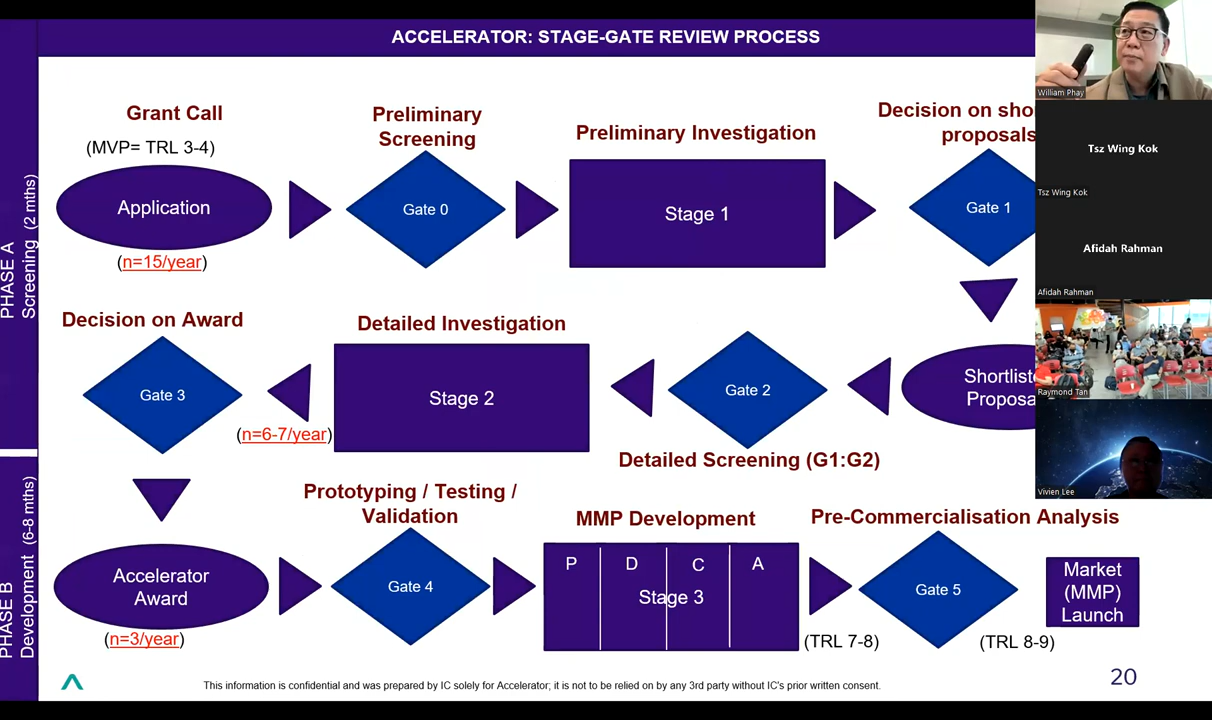 ACCELERATOR: STAGE-GATE REVIEW PROCESS
PHASE A
Screening (2 mths)
Grant Call
(MVP= TRL 3-4)
Application
(n=15/year)
Preliminary
Screening
Gate 0
Preliminary Investigation
Stage 1
Decision on sho
proposals
Gate 1
Decision on Award
Gate 3
(n=6-7/year)
Detailed Investigation
Stage 2
Gate 2
Detailed Screening (G1:G2)
Shortliste
Proposa
PHASE B
Development (6-8 mths)
Accelerator
Award
(n=3/year)
Prototyping / Testing /
Validation
Gate 4
MMP Development
P D C A
Stage 3
(TRL 7-8)
Pre-Commercialisation Analysis
Gate 5
(TRL 8-9)
Market
(MMP)
Launch
This information is confidential and was prepared by IC solely for Accelerator; it is not to be relied on by any 3rd party without IC's prior written consent.
20
William Phay
Tsz Wing Kok
Tsz Wing Kok
Afidah Rahman
Afidah Rahman
Raymond Tan
Vivien Lee